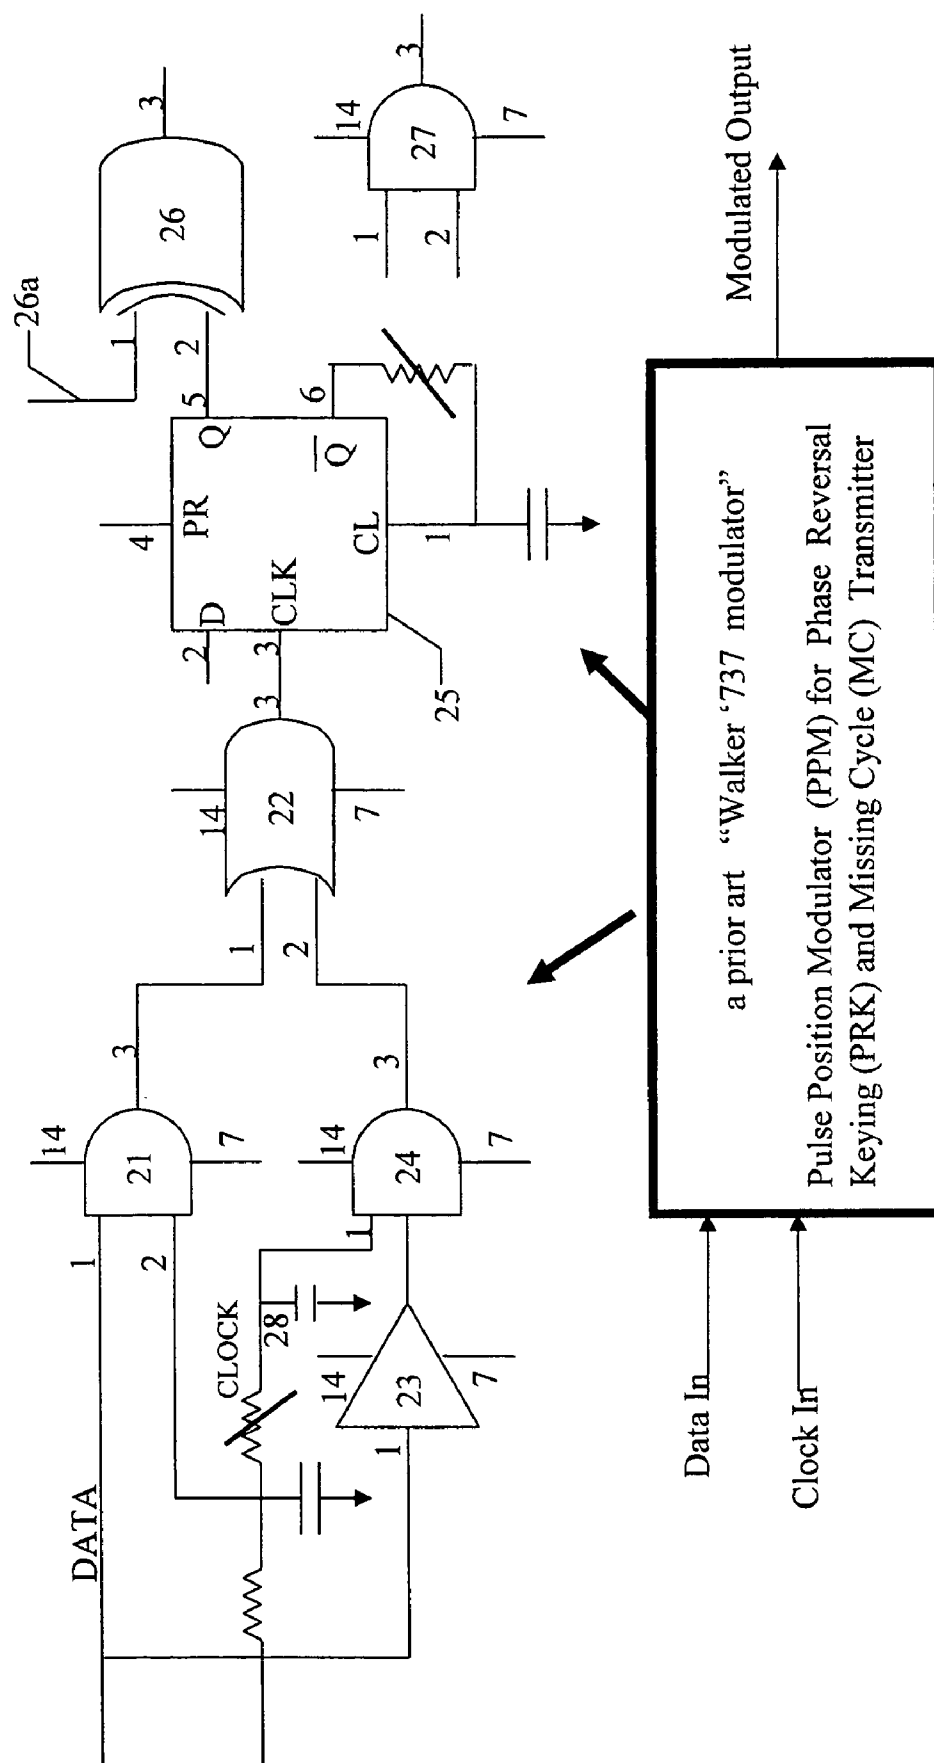 DATA
1
2
14
21
7
3
CLOCK
28
1
14
23
7
1
14
24
7
3
1
2
14
22
7
3
3
2
D
CLK
4
PR
CL
1
25
Q
5
Q
6
26a
1
2
26
3
1
2
14
27
7
3
Data In
Clock In
a prior art “Walker ‘737 modulator”
Pulse Position Modulator (PPM) for Phase Reversal
Keying (PRK) and Missing Cycle (MC) Transmitter
Modulated Output